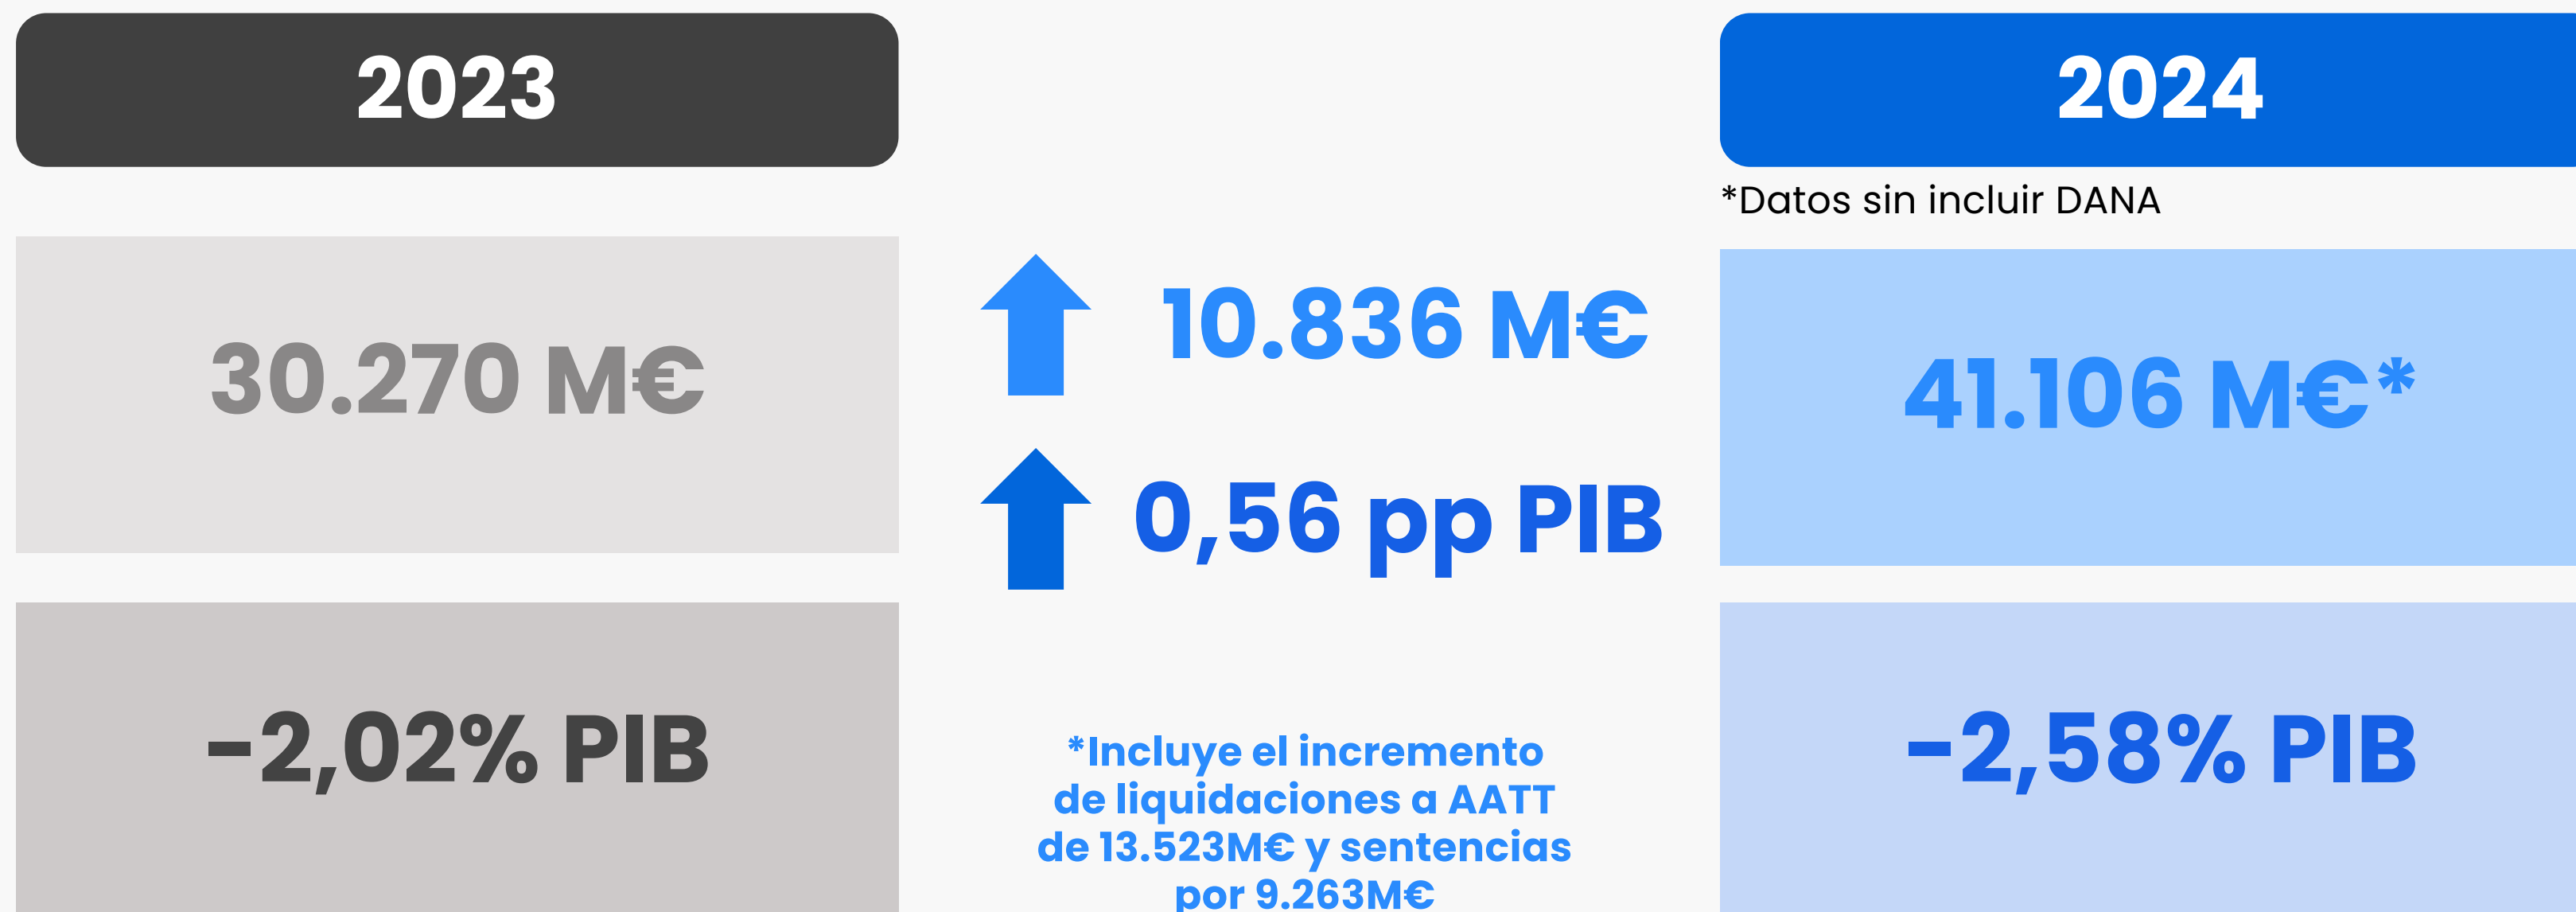 2023
2024
*Datos sin incluir DANA
30.270 M€
10.836 M€
41.106 M€*
0,56 pp PIB
-2,02% PIB
-2,58% PIB
*Incluye el incremento
de liquidaciones a AATT
de 13.523M€ y sentencias
por 9.263M€